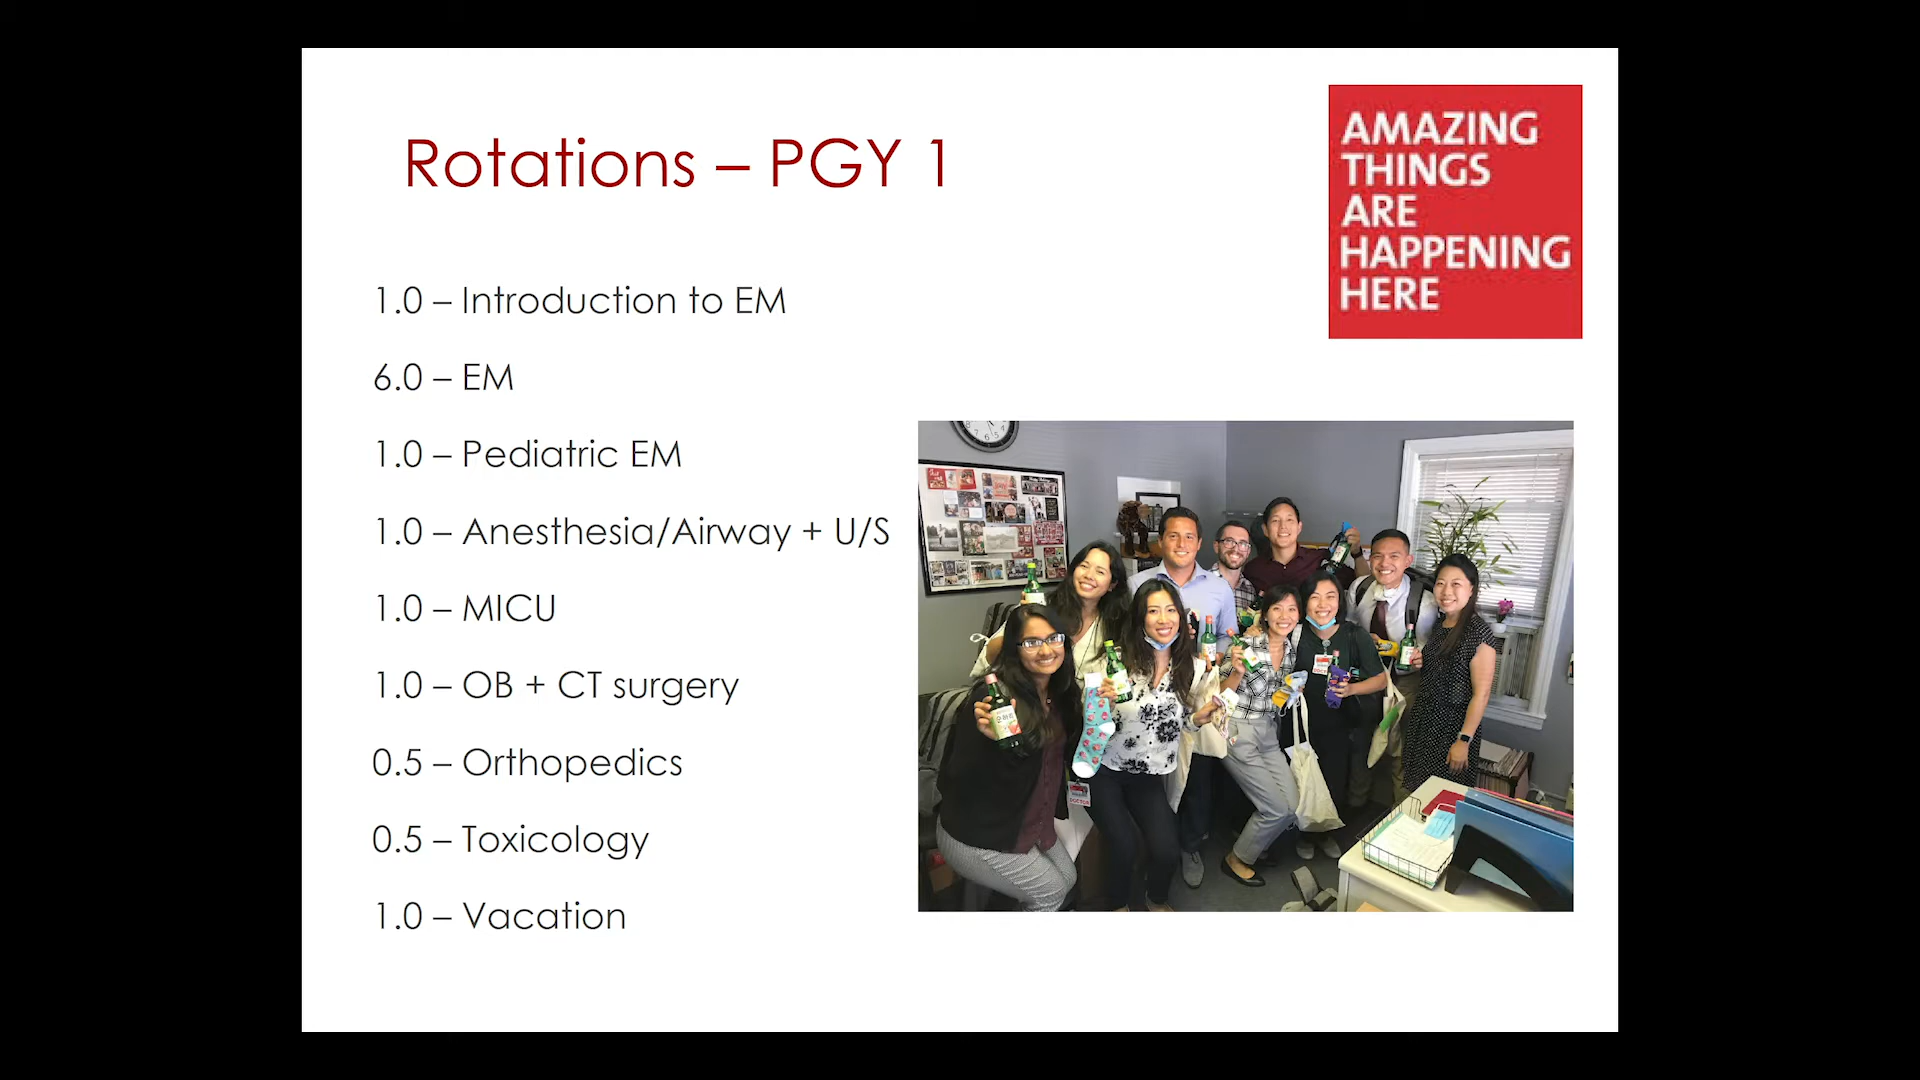 Rotations – PGY 1
AMAZING
THINGS
ARE
HAPPENING
HERE
1.0 – Introduction to EM
6.0 – EM
1.0 – Pediatric EM
1.0 – Anesthesia/Airway + U/S
1.0 – MICU
1.0 – OB + CT surgery
0.5 – Orthopedics
0.5 – Toxicology
1.0 – Vacation